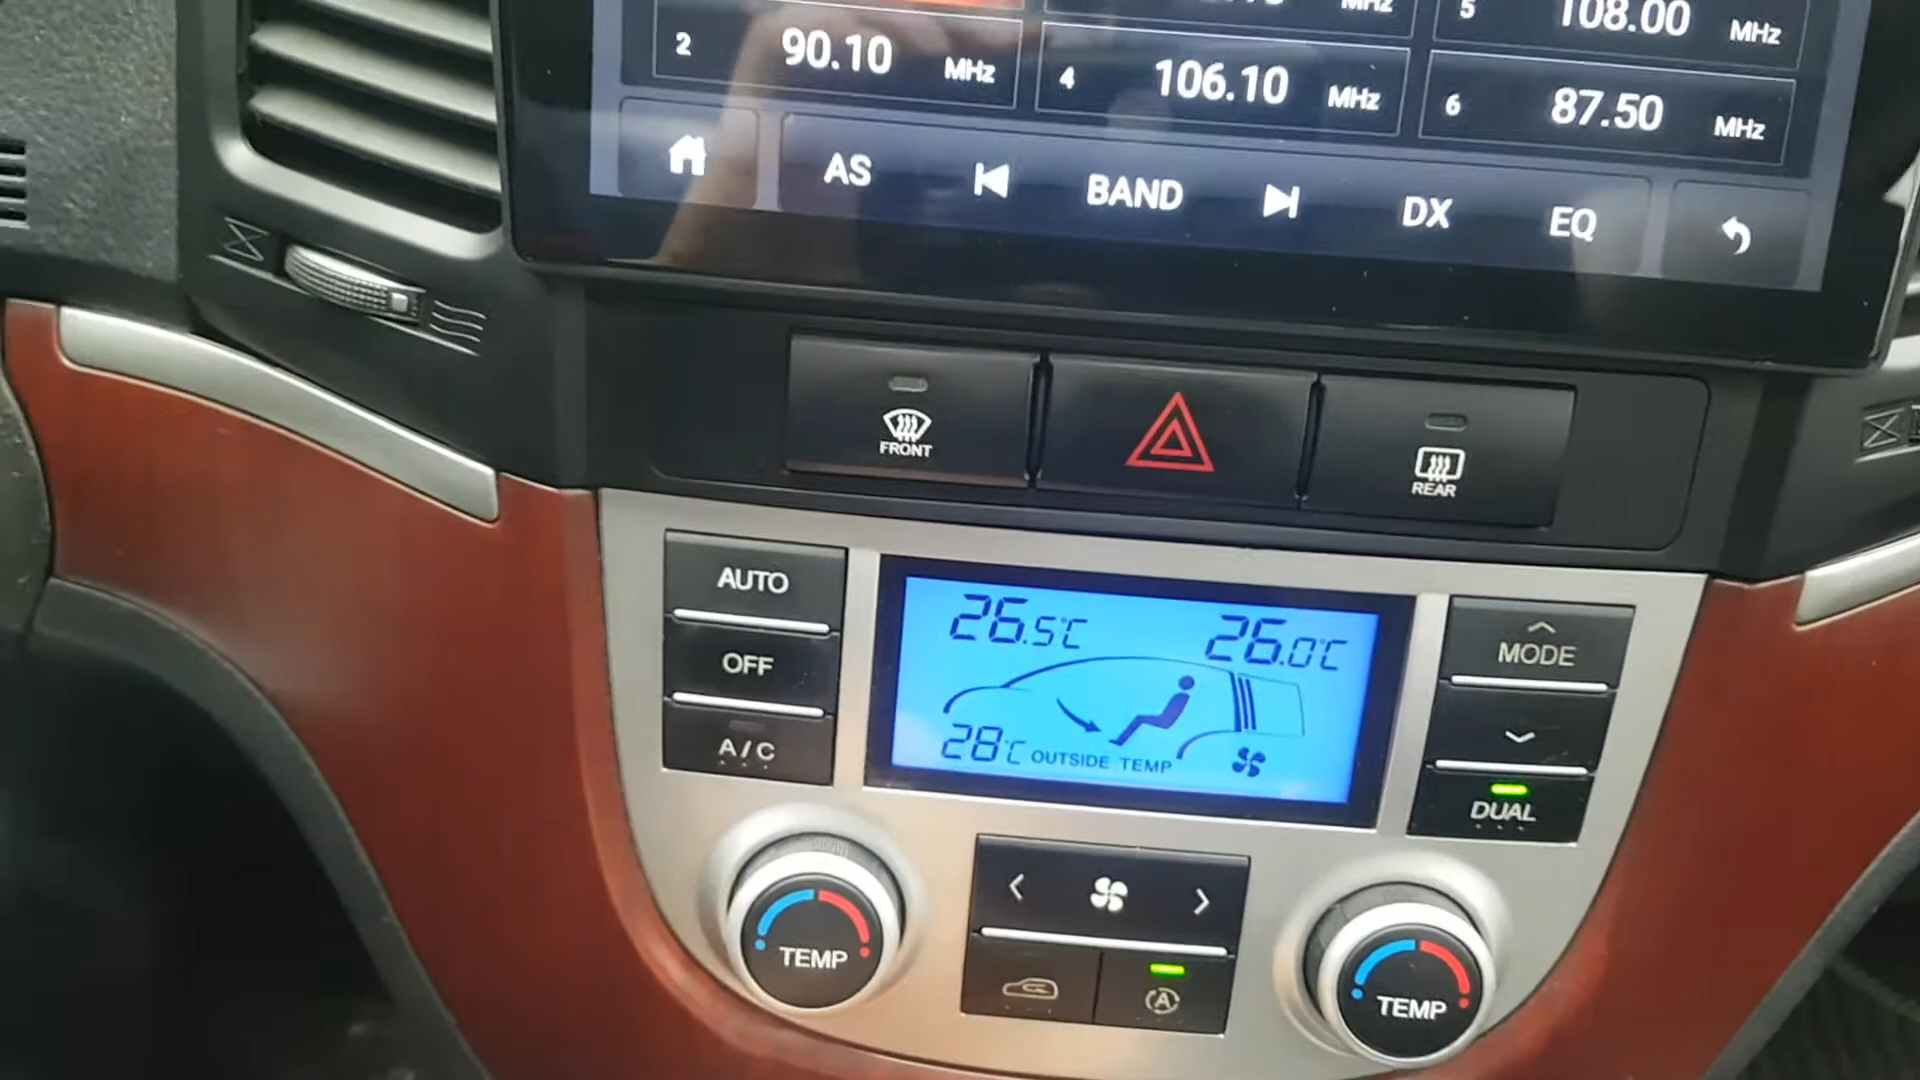 5 108.00 MHz
MHz
2 90.10 MHz
4 106.10 MHz
6 87.50 MHz
AS BAND DX EQ
FRONT
REAR
AUTO
OFF
A/C
26.5°C 26.0°C
28°C OUTSIDE TEMP
MODE
DUAL
TEMP
A
TEMP